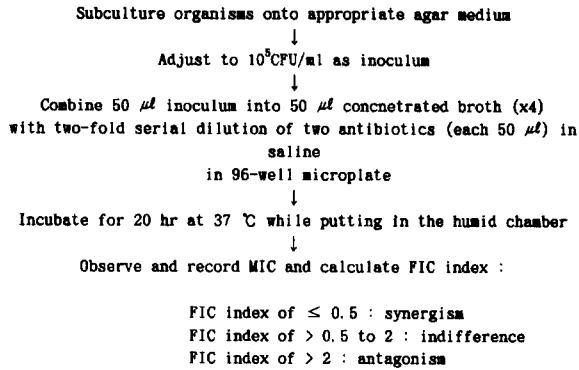 Subculture organisms onto appropriate agar medium
↓
Adjust to 10⁵CFU/ml as inoculum
↓
Combine 50 µℓ inoculum into 50 µℓ concnetrated broth (x4)
with two-fold serial dilution of two antibiotics (each 50 µℓ) in
saline
in 96-well microplate
↓
Incubate for 20 hr at 37 ℃ while putting in the humid chamber
↓
Observe and record MIC and calculate FIC index :
FIC index of ≤ 0.5 : synergism
FIC index of > 0.5 to 2 : indifference
FIC index of > 2 : antagonism